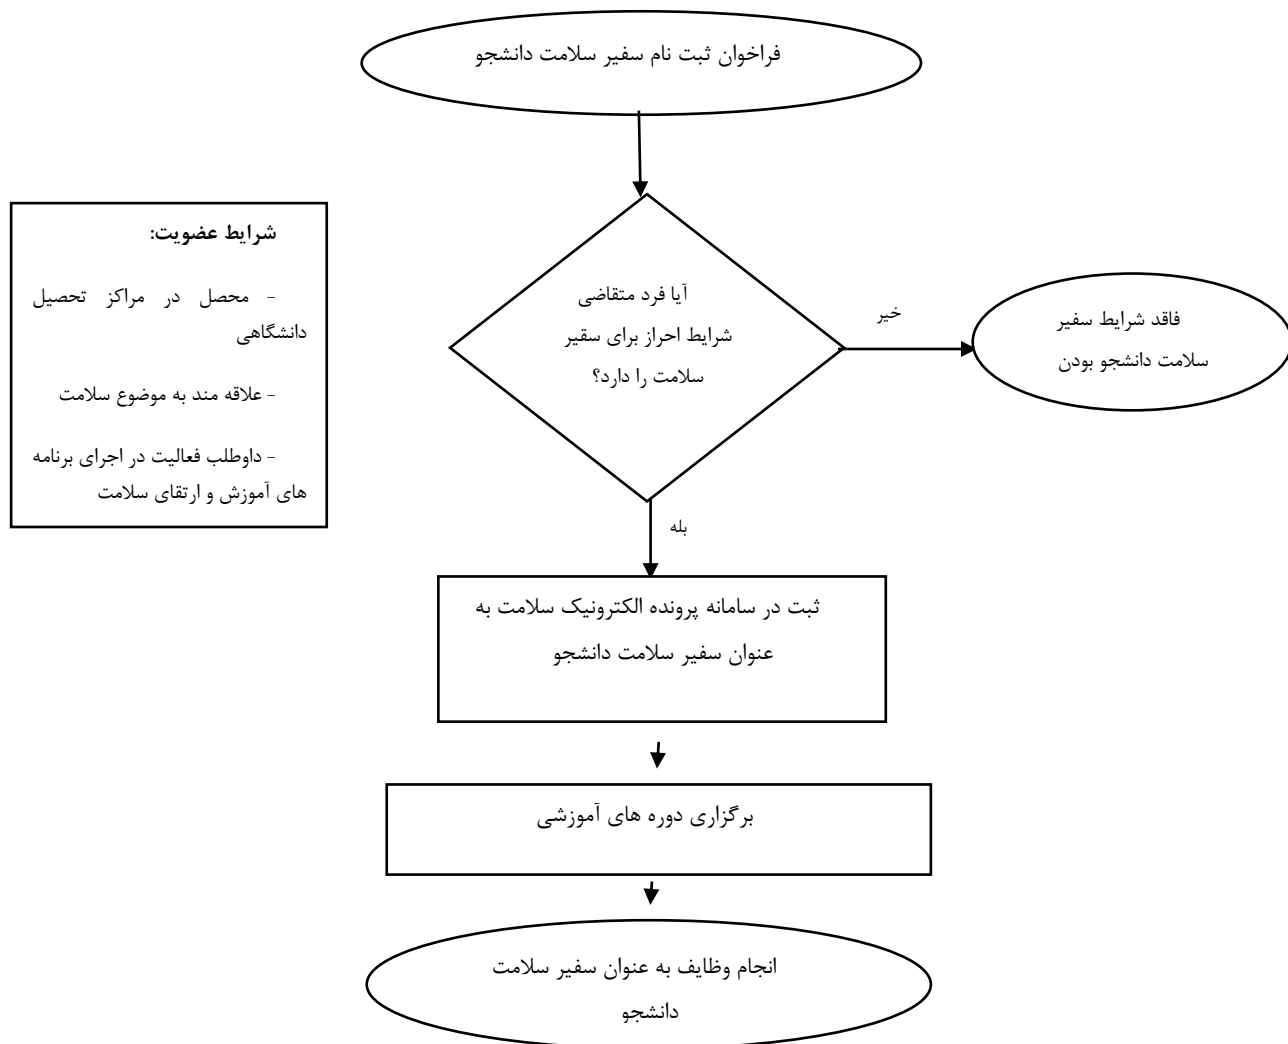 فراخوان ثبت نام سفیر سلامت دانشجو
شرایط عضویت:
- محصل در مراکز تحصیل
دانشگاهی
- علاقه مند به موضوع سلامت
- داوطلب فعالیت در اجرای برنامه
های آموزش و ارتقای سلامت
آیا فرد متقاضی
شرایط احراز برای سقیر
سلامت را دارد؟
خیر
فاقد شرایط سفیر
سلامت دانشجو بودن
بله
ثبت در سامانه پرونده الکترونیک سلامت به
عنوان سفیر سلامت دانشجو
برگزاری دوره های آموزشی
انجام وظایف به عنوان سفیر سلامت
دانشجو